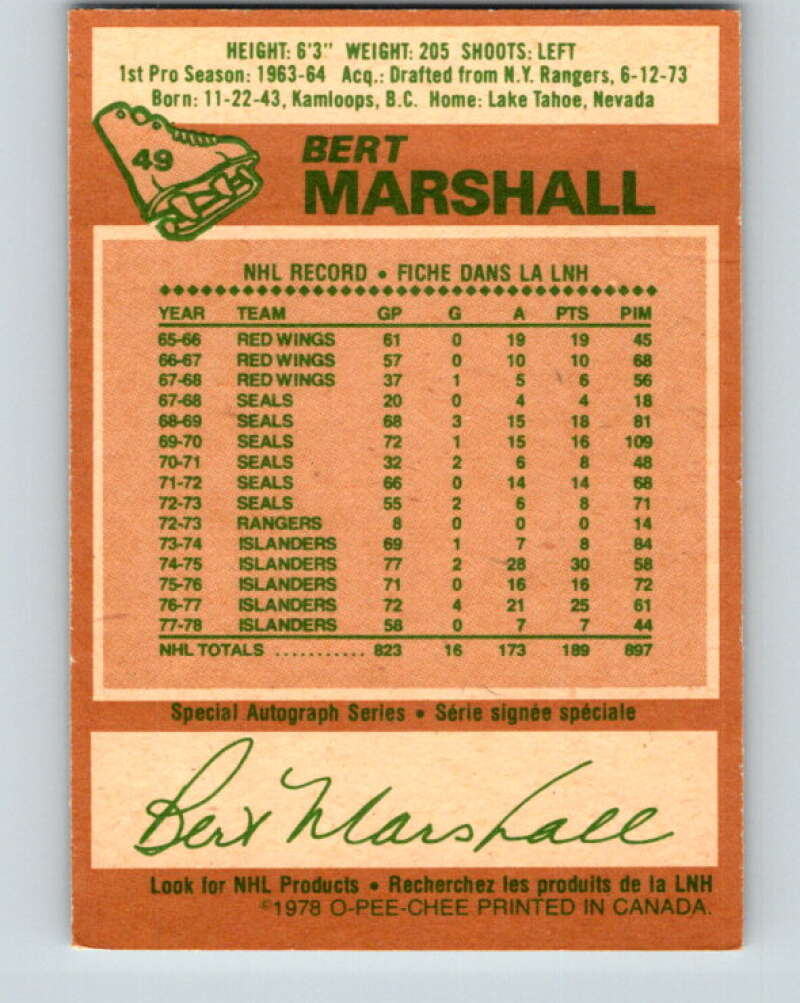 HEIGHT: 6'3" WEIGHT: 205 SHOOTS: LEFT
1st Pro Season: 1963-64 Acq.: Drafted from N.Y. Rangers, 6-12-73
Born: 11-22-43, Kamloops, B.C. Home: Lake Tahoe, Nevada
49
BERT
MARSHALL
NHL RECORD • FICHE DANS LA LNH
YEAR TEAM GP G A PTS PIM
65-66 RED WINGS 61 0 19 19 45
66-67 RED WINGS 57 0 10 10 68
67-68 RED WINGS 37 1 5 6 56
67-68 SEALS 20 0 4 4 18
68-69 SEALS 68 3 15 18 81
69-70 SEALS 72 1 15 16 109
70-71 SEALS 32 2 6 8 48
71-72 SEALS 66 0 14 14 68
72-73 SEALS 55 2 6 8 71
72-73 RANGERS 8 0 0 0 14
73-74 ISLANDERS 69 1 7 8 84
74-75 ISLANDERS 77 2 28 30 58
75-76 ISLANDERS 71 0 16 16 72
76-77 ISLANDERS 72 4 21 25 61
77-78 ISLANDERS 58 0 7 7 44
NHL TOTALS ........... 823 16 173 189 897
Special Autograph Series • Série signée spéciale
Bert Marshall
Look for NHL Products • Recherchez les produits de la LNH
©1978 O-PEE-CHEE PRINTED IN CANADA.